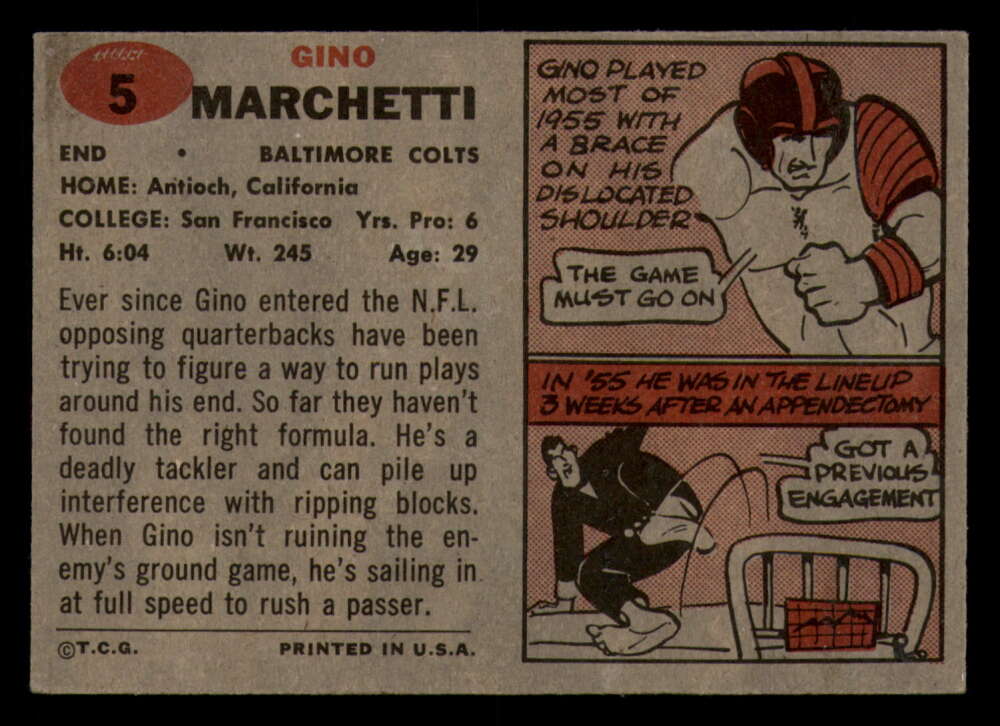 5
GINO
MARCHETTI
END • BALTIMORE COLTS
HOME: Antioch, California
COLLEGE: San Francisco Yrs. Pro: 6
Ht. 6:04 Wt. 245 Age: 29
Ever since Gino entered the N.F.L.
opposing quarterbacks have been
trying to figure a way to run plays
around his end. So far they haven't
found the right formula. He's a
deadly tackler and can pile up
interference with ripping blocks.
When Gino isn't ruining the en-
emy's ground game, he's sailing in
at full speed to rush a passer.
©T.C.G. PRINTED IN U.S.A.
GINO PLAYED
MOST OF
1955 WITH
A BRACE
ON HIS
DISLOCATED
SHOULDER
THE GAME
MUST GO ON
IN '55 HE WAS IN THE LINEUP
3 WEEKS AFTER AN APPENDECTOMY
GOT A
PREVIOUS
ENGAGEMENT